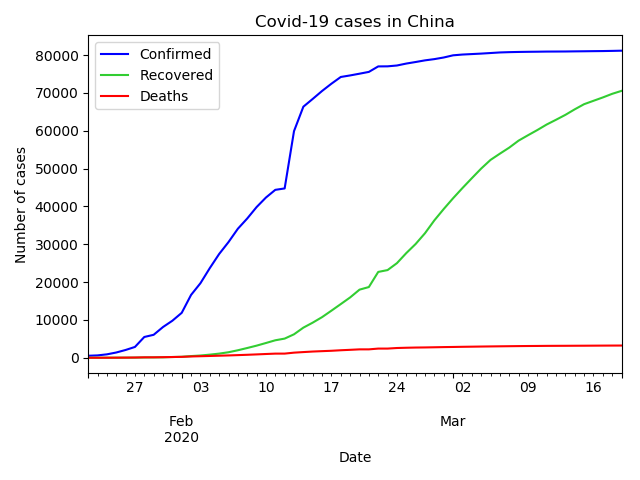 Covid-19 cases in China
Confirmed
Recovered
Deaths
Number of cases
80000
70000
60000
50000
40000
30000
20000
10000
0
27 03 10 17 24 02 09 16
Feb Mar
2020
Date